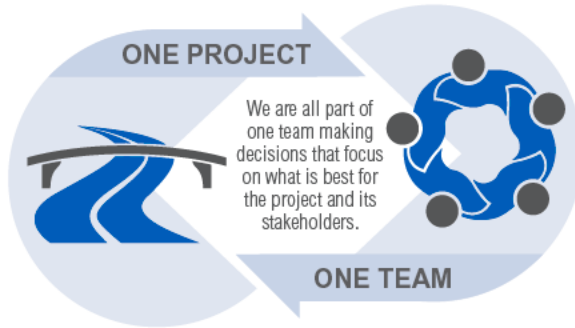 ONE PROJECT
We are all part of
one team making
decisions that focus
on what is best for
the project and its
stakeholders.
ONE TEAM